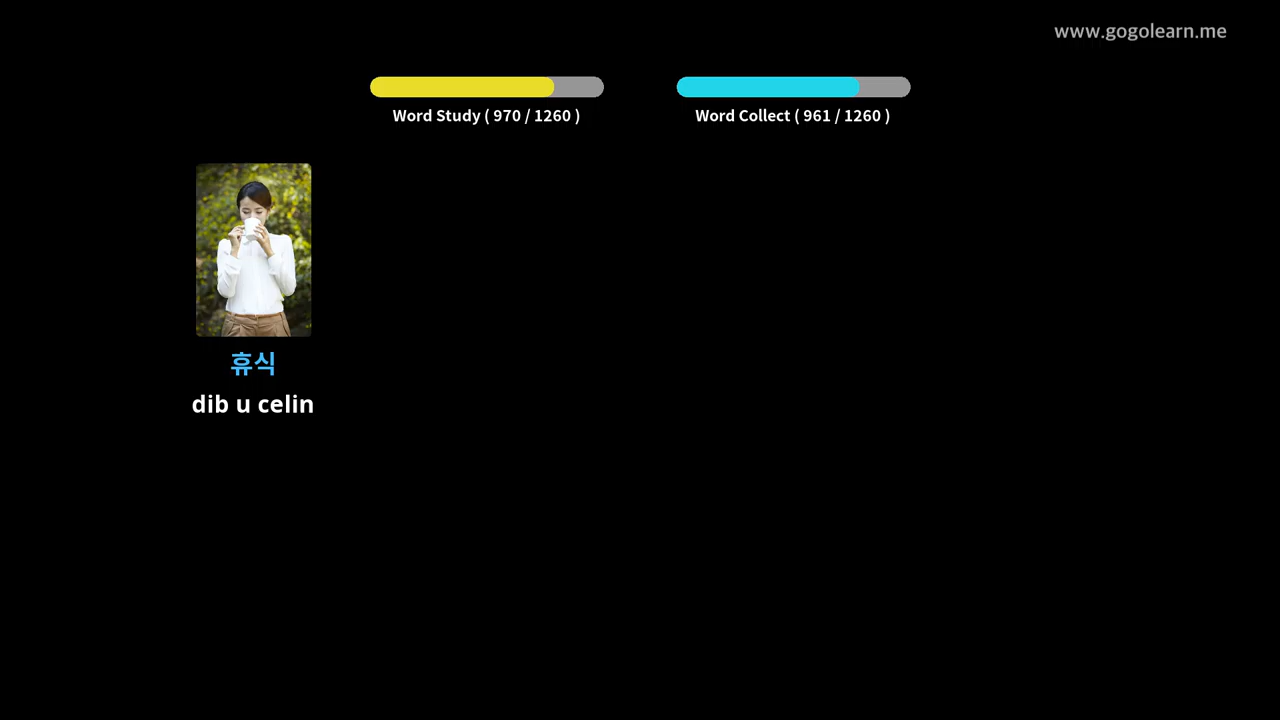 www.gogolearn.me
Word Study ( 970 / 1260 )
Word Collect ( 961 / 1260 )
휴식
dib u celin